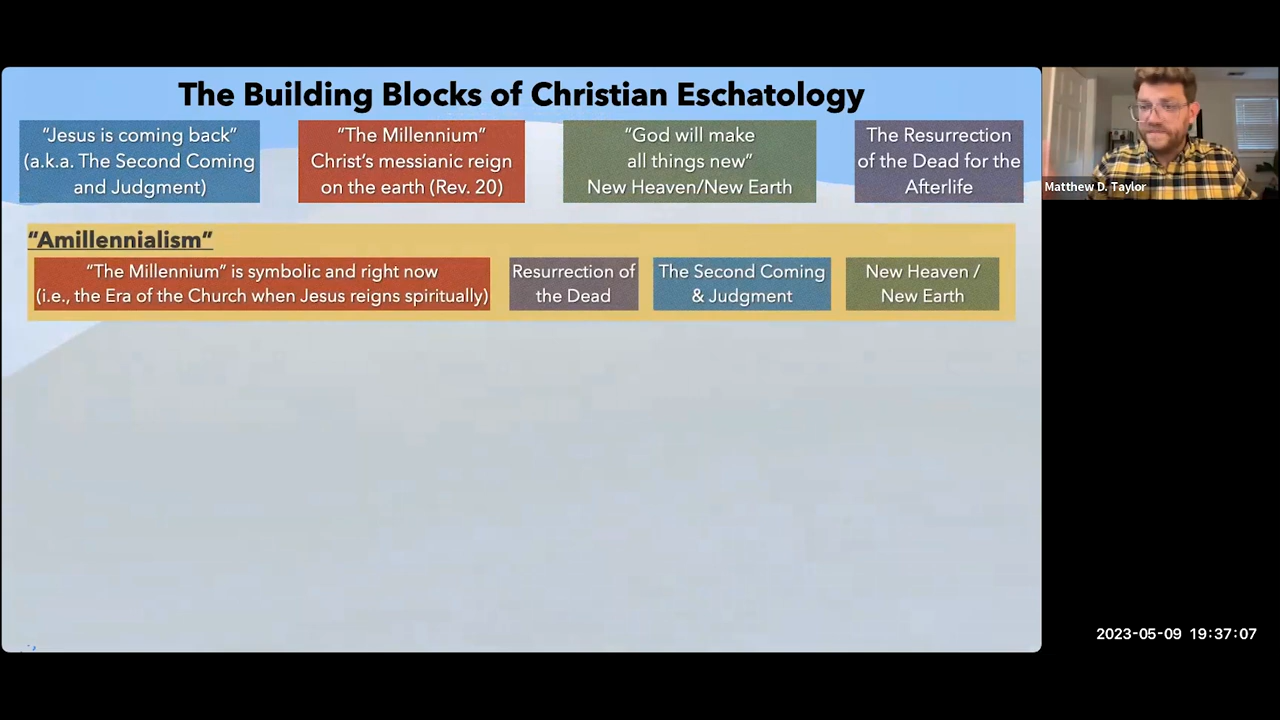 The Building Blocks of Christian Eschatology
“Jesus is coming back”
(a.k.a. The Second Coming
and Judgment)
“The Millennium”
Christ’s messianic reign
on the earth (Rev. 20)
“God will make
all things new”
New Heaven/New Earth
The Resurrection
of the Dead for the
Afterlife
Matthew D. Taylor
“Amillennialism”
“The Millennium” is symbolic and right now
(i.e., the Era of the Church when Jesus reigns spiritually)
Resurrection of
the Dead
The Second Coming
& Judgment
New Heaven /
New Earth
2023-05-09 19:37:07